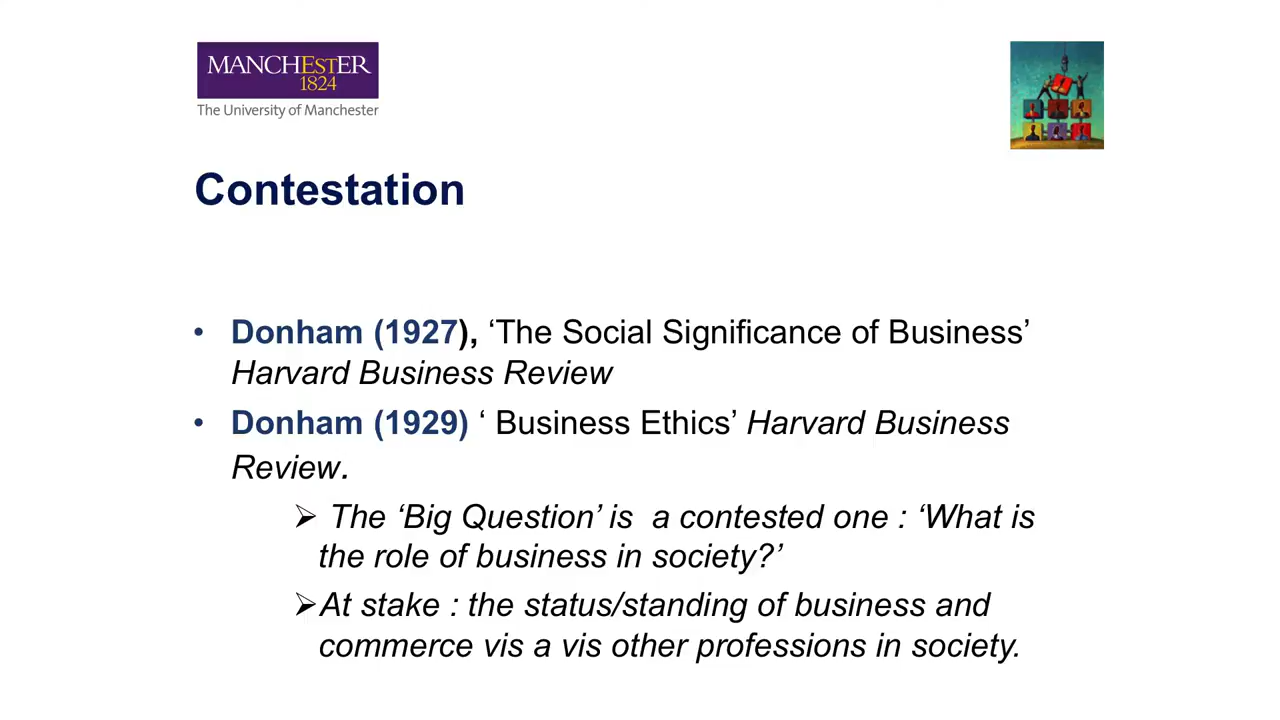 MANCHESTER
1824
The University of Manchester
Contestation
• Donham (1927), ‘The Social Significance of Business’
Harvard Business Review
• Donham (1929) ‘ Business Ethics’ Harvard Business
Review.
➢ The ‘Big Question’ is a contested one : ‘What is
the role of business in society?’
➢At stake : the status/standing of business and
commerce vis a vis other professions in society.